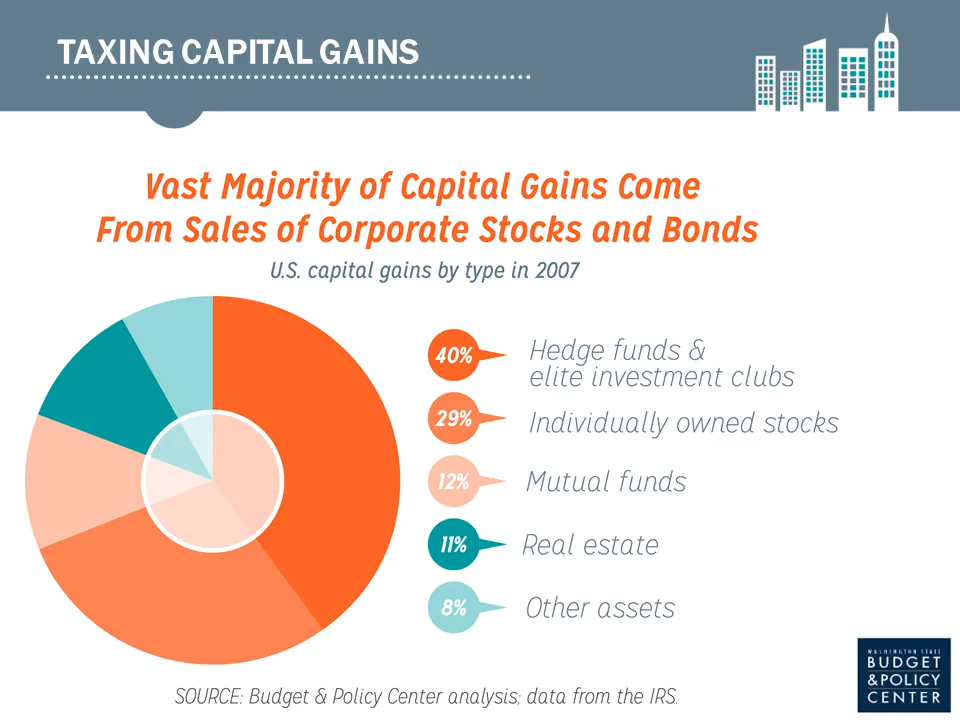 TAXING CAPITAL GAINS
Vast Majority of Capital Gains Come
From Sales of Corporate Stocks and Bonds
U.S. capital gains by type in 2007
40% Hedge funds &
elite investment clubs
29% Individually owned stocks
12% Mutual funds
11% Real estate
8% Other assets
WASHINGTON STATE
BUDGET
& POLICY
CENTER
SOURCE: Budget & Policy Center analysis; data from the IRS.